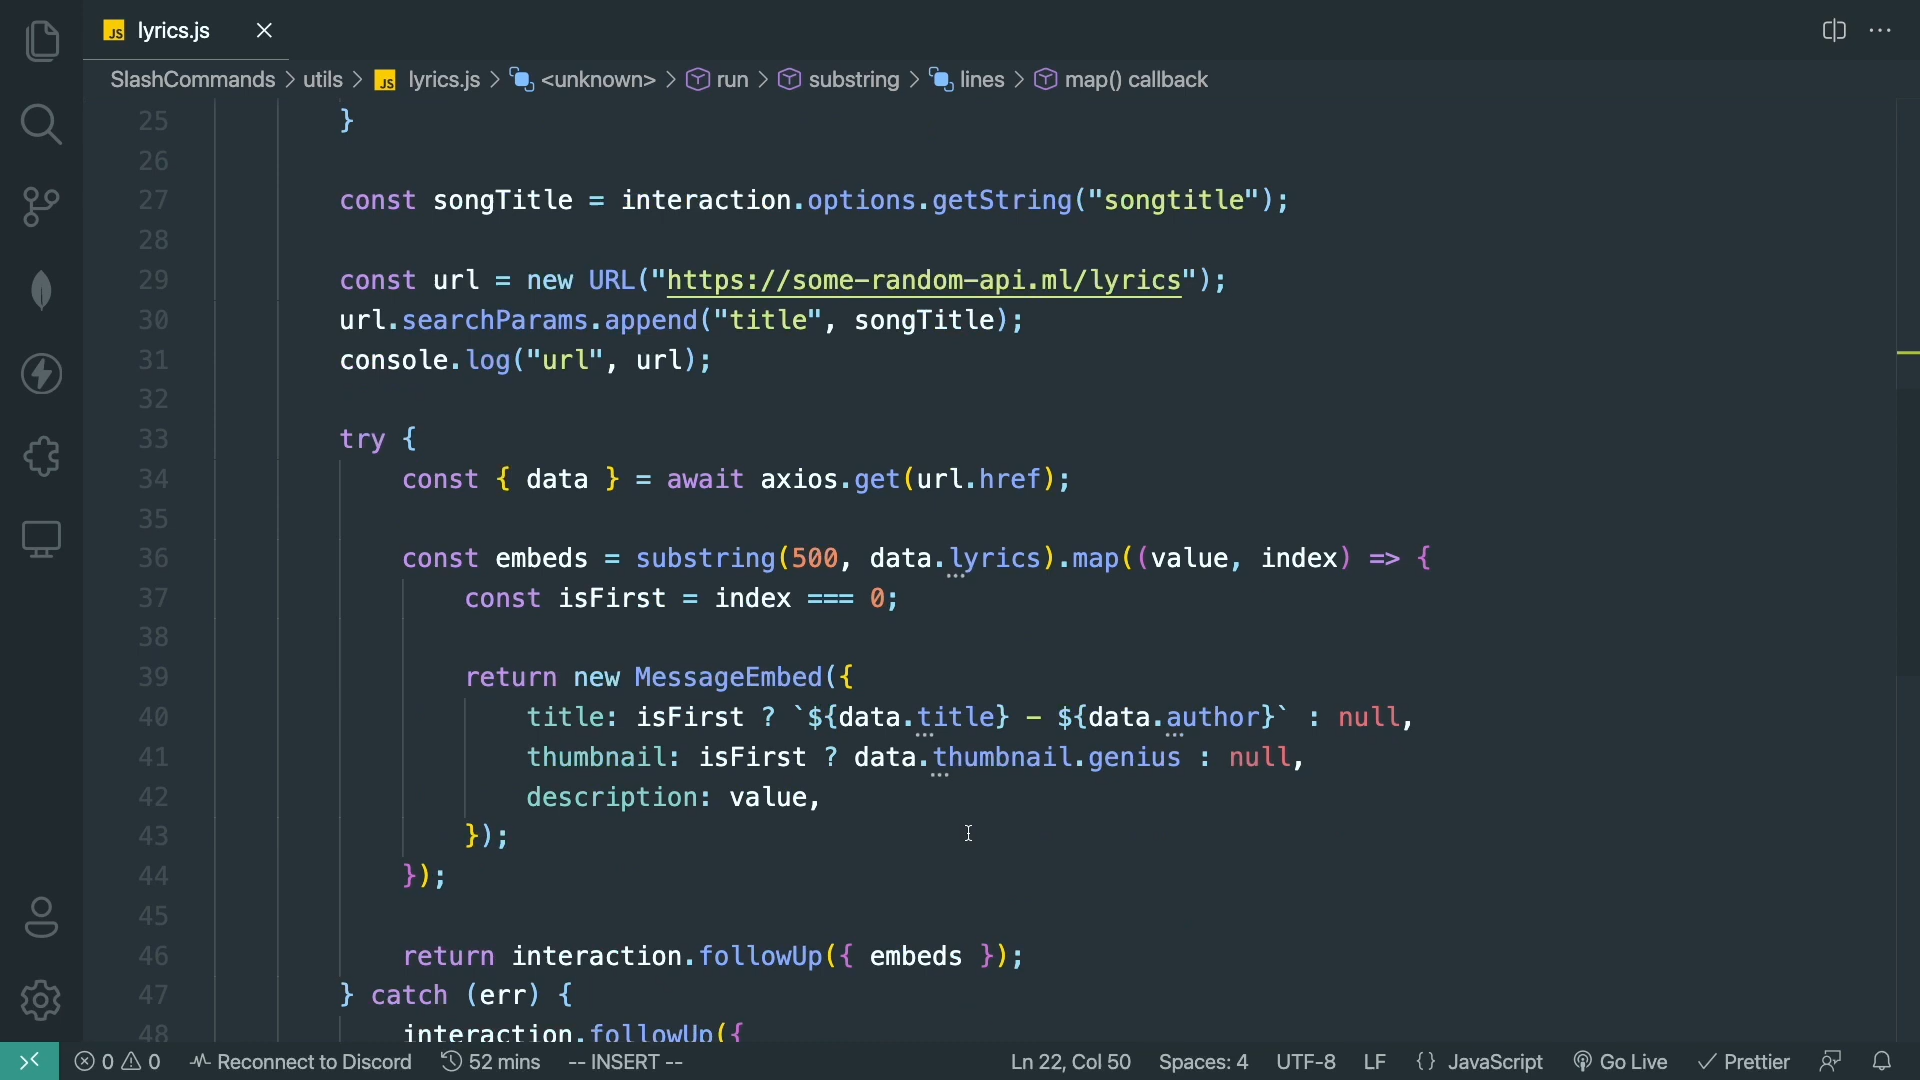 JS lyrics.js
SlashCommands > utils > JS lyrics.js > <unknown> > run > substring > lines > map() callback
25 }
26
27 const songTitle = interaction.options.getString("songtitle");
28
29 const url = new URL("https://some-random-api.ml/lyrics");
30 url.searchParams.append("title", songTitle);
31 console.log("url", url);
32
33 try {
34 const { data } = await axios.get(url.href);
35
36 const embeds = substring(500, data.lyrics).map((value, index) => {
37 const isFirst = index === 0;
38
39 return new MessageEmbed({
40 title: isFirst ? `${data.title} - ${data.author}` : null,
41 thumbnail: isFirst ? data.thumbnail.genius : null,
42 description: value,
43 });
44 });
45
46 return interaction.followUp({ embeds });
47 } catch (err) {
48 interaction.followUp({
0 0 Reconnect to Discord 52 mins -- INSERT -- Ln 22, Col 50 Spaces: 4 UTF-8 LF {} JavaScript Go Live Prettier